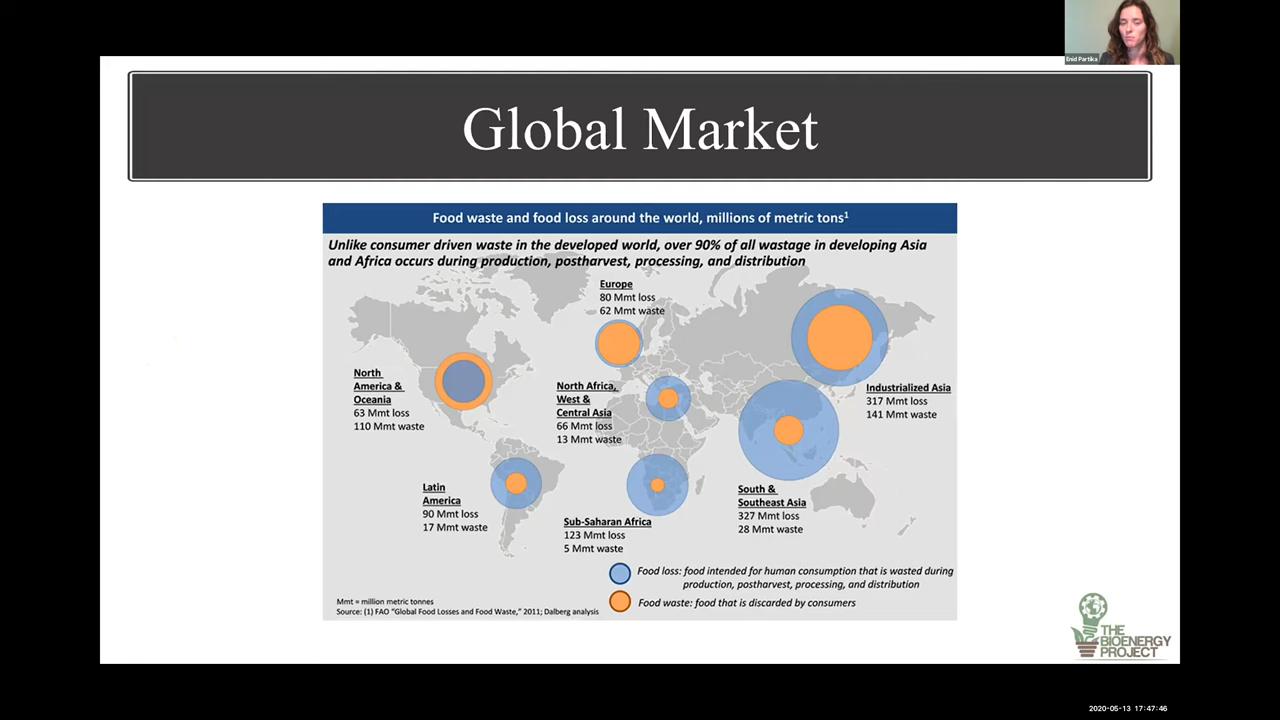 Enid Partika
Global Market
Food waste and food loss around the world, millions of metric tons¹
Unlike consumer driven waste in the developed world, over 90% of all wastage in developing Asia
and Africa occurs during production, postharvest, processing, and distribution
Europe
80 Mmt loss
62 Mmt waste
North
America &
Oceania
63 Mmt loss
110 Mmt waste
North Africa,
West &
Central Asia
66 Mmt loss
13 Mmt waste
Industrialized Asia
317 Mmt loss
141 Mmt waste
Latin
America
90 Mmt loss
17 Mmt waste
Sub-Saharan Africa
123 Mmt loss
5 Mmt waste
South &
Southeast Asia
327 Mmt loss
28 Mmt waste
Food loss: food intended for human consumption that is wasted during
production, postharvest, processing, and distribution
Food waste: food that is discarded by consumers
Mmt = million metric tonnes
Source: (1) FAO "Global Food Losses and Food Waste," 2011; Dalberg analysis
THE
BIOENERGY
PROJECT
2020-05-13 17:47:46